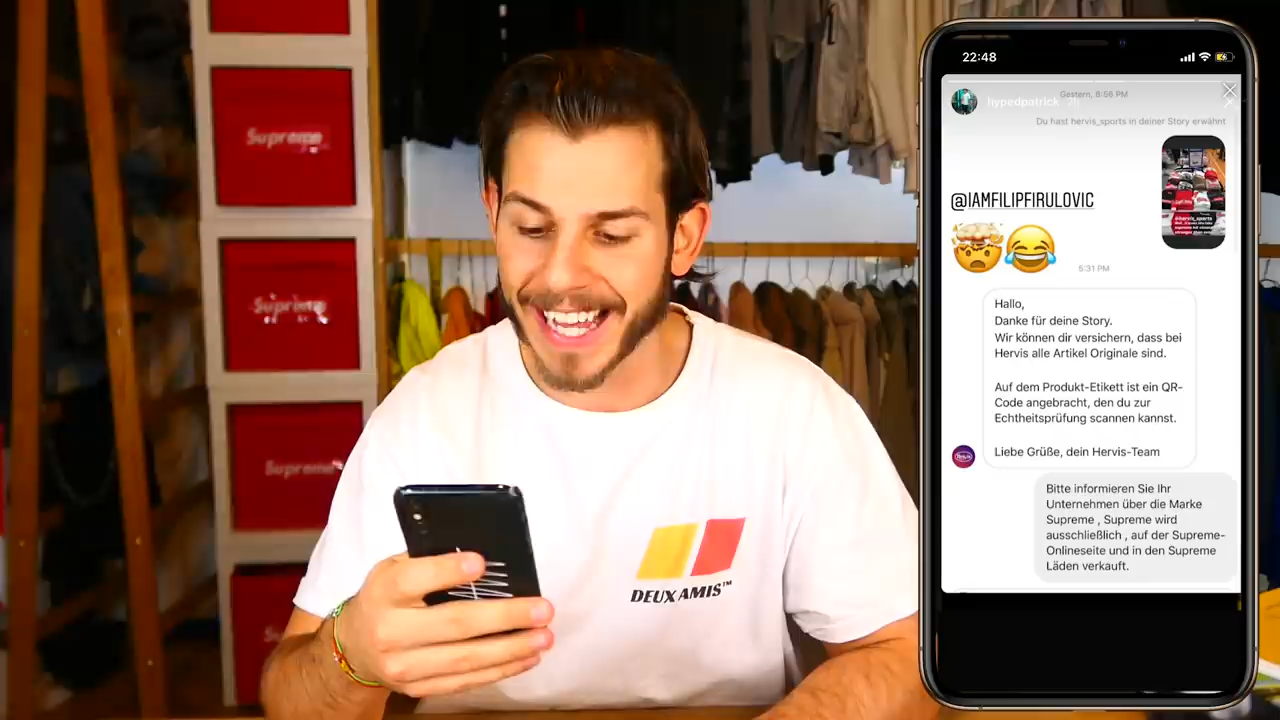 Supreme
Supreme
Supreme
DEUX AMIS™
22:48
Gestern, 8:56 PM
hypedpatrick 2h
Du hast hervis_sports in deiner Story erwähnt
@IAMFILIPFIRULOVIC
5:31 PM
Hallo,
Danke für deine Story.
Wir können dir versichern, dass bei
Hervis alle Artikel Originale sind.
Auf dem Produkt-Etikett ist ein QR-
Code angebracht, den du zur
Echtheitsprüfung scannen kannst.
Liebe Grüße, dein Hervis-Team
Bitte informieren Sie Ihr
Unternehmen über die Marke
Supreme , Supreme wird
ausschließlich , auf der Supreme-
Onlineseite und in den Supreme
Läden verkauft.